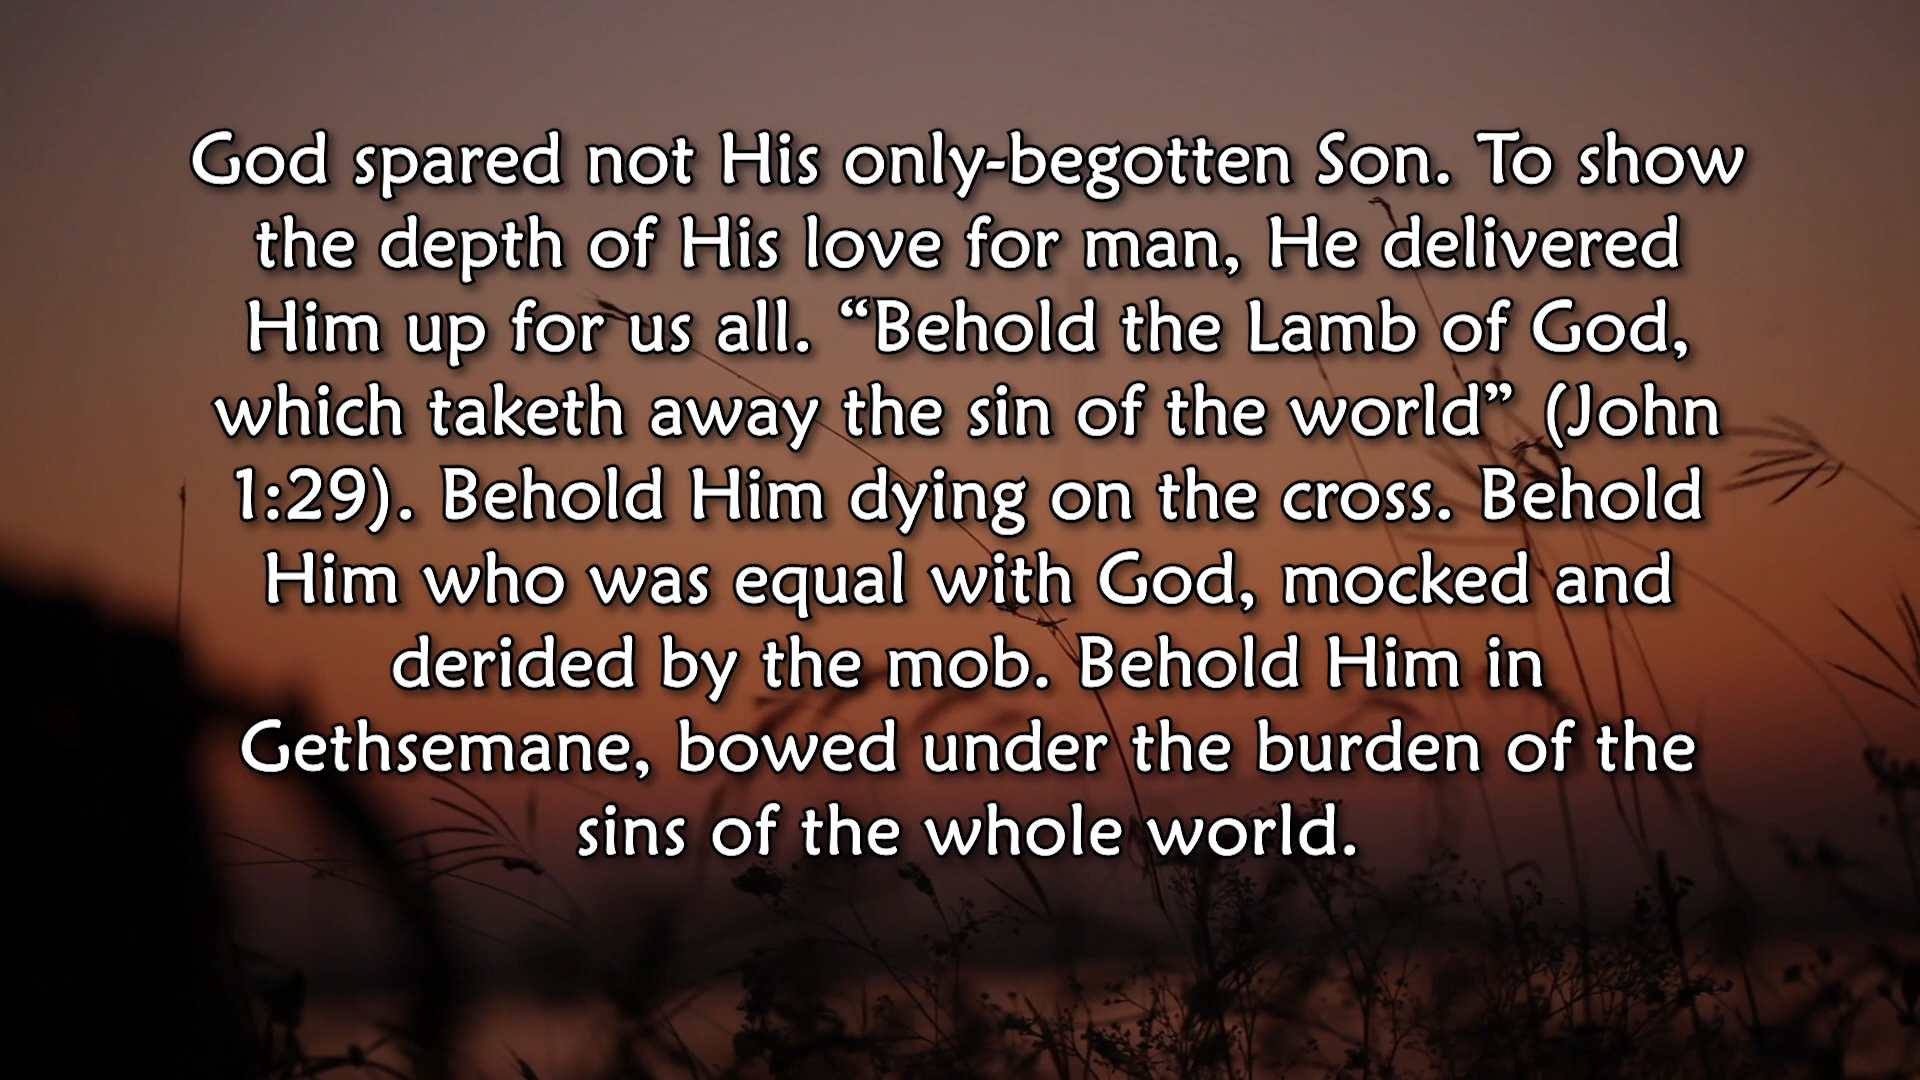 God spared not His only-begotten Son. To show
the depth of His love for man, He delivered
Him up for us all. “Behold the Lamb of God,
which taketh away the sin of the world” (John
1:29). Behold Him dying on the cross. Behold
Him who was equal with God, mocked and
derided by the mob. Behold Him in
Gethsemane, bowed under the burden of the
sins of the whole world.